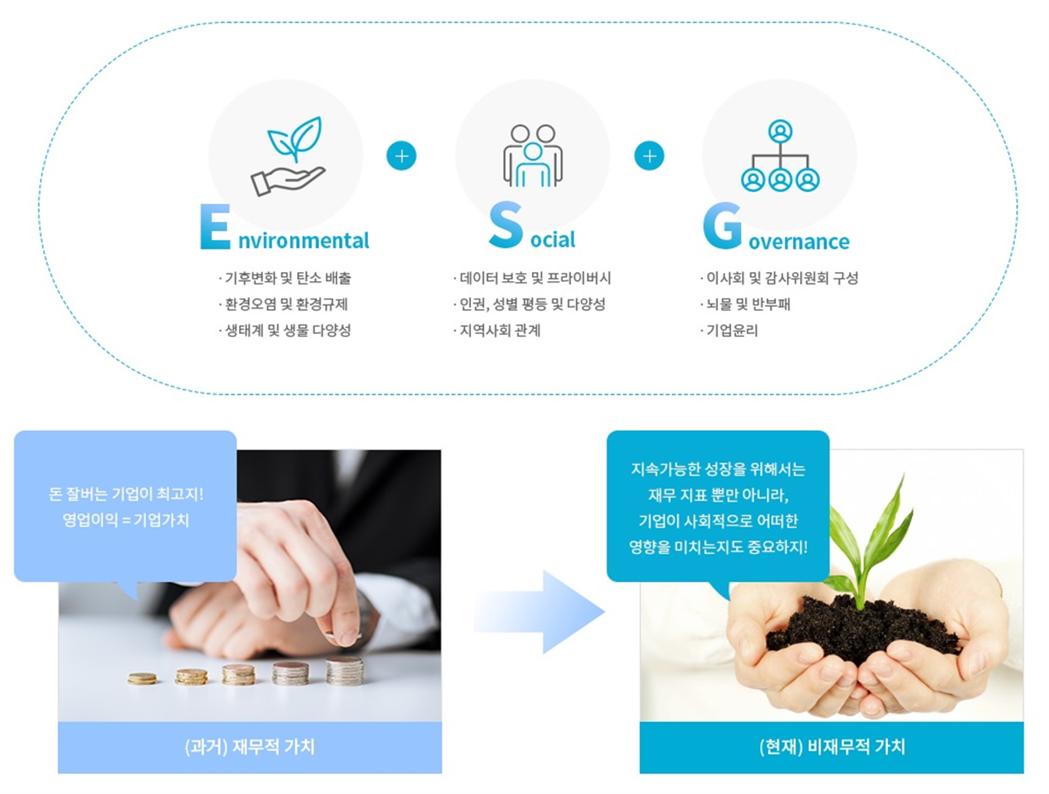 Environmental
Social
Governance
· 기후변화 및 탄소 배출
· 환경오염 및 환경규제
· 생태계 및 생물 다양성
· 데이터 보호 및 프라이버시
· 인권, 성별 평등 및 다양성
· 지역사회 관계
· 이사회 및 감사위원회 구성
· 뇌물 및 반부패
· 기업윤리
돈 잘버는 기업이 최고지!
영업이익 = 기업가치
(과거) 재무적 가치
지속가능한 성장을 위해서는
재무 지표 뿐만 아니라,
기업이 사회적으로 어떠한
영향을 미치는지도 중요하지!
(현재) 비재무적 가치